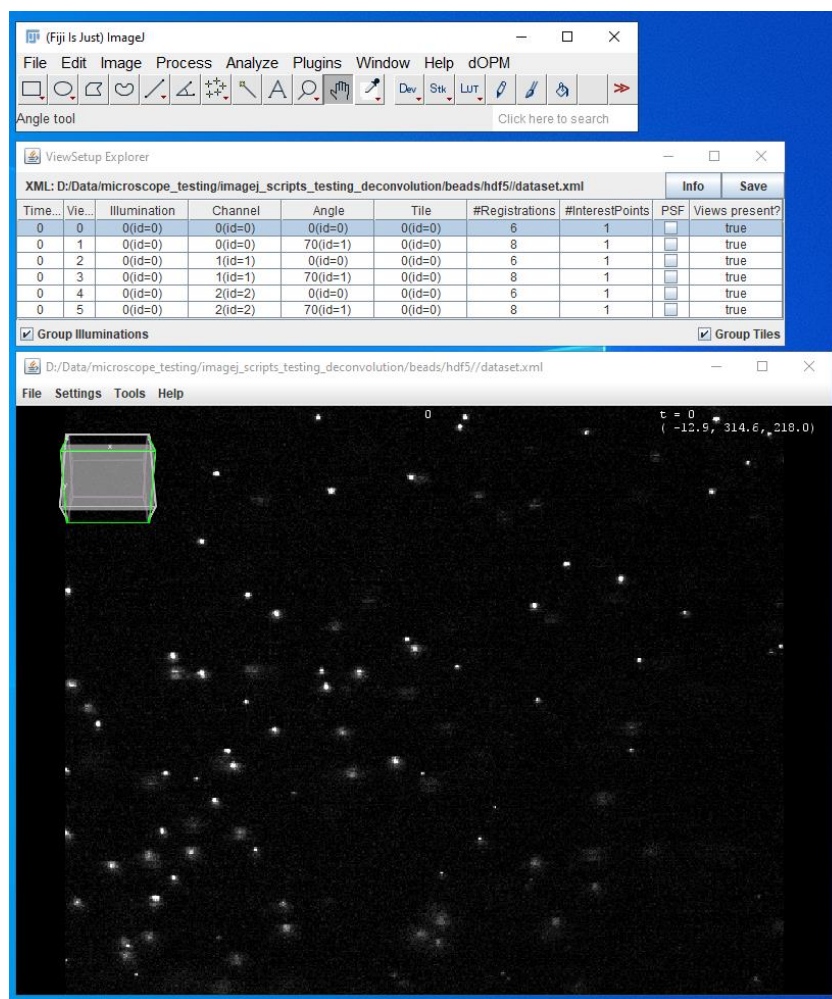 (Fiji Is Just) ImageJ
File Edit Image Process Analyze Plugins Window Help dOPM
Dev Stk LUT
Angle tool Click here to search
ViewSetup Explorer
XML: D:/Data/microscope_testing/imagej_scripts_testing_deconvolution/beads/hdf5//dataset.xml Info Save
Time... Vie... Illumination Channel Angle Tile #Registrations #InterestPoints PSF Views present?
0 0 0(id=0) 0(id=0) 0(id=0) 0(id=0) 6 1 true
0 1 0(id=0) 0(id=0) 70(id=1) 0(id=0) 8 1 true
0 2 0(id=0) 1(id=1) 0(id=0) 0(id=0) 6 1 true
0 3 0(id=0) 1(id=1) 70(id=1) 0(id=0) 8 1 true
0 4 0(id=0) 2(id=2) 0(id=0) 0(id=0) 6 1 true
0 5 0(id=0) 2(id=2) 70(id=1) 0(id=0) 8 1 true
Group Illuminations Group Tiles
D:/Data/microscope_testing/imagej_scripts_testing_deconvolution/beads/hdf5//dataset.xml
File Settings Tools Help
0 t = 0
( -12.9, 314.6, 218.0)
x